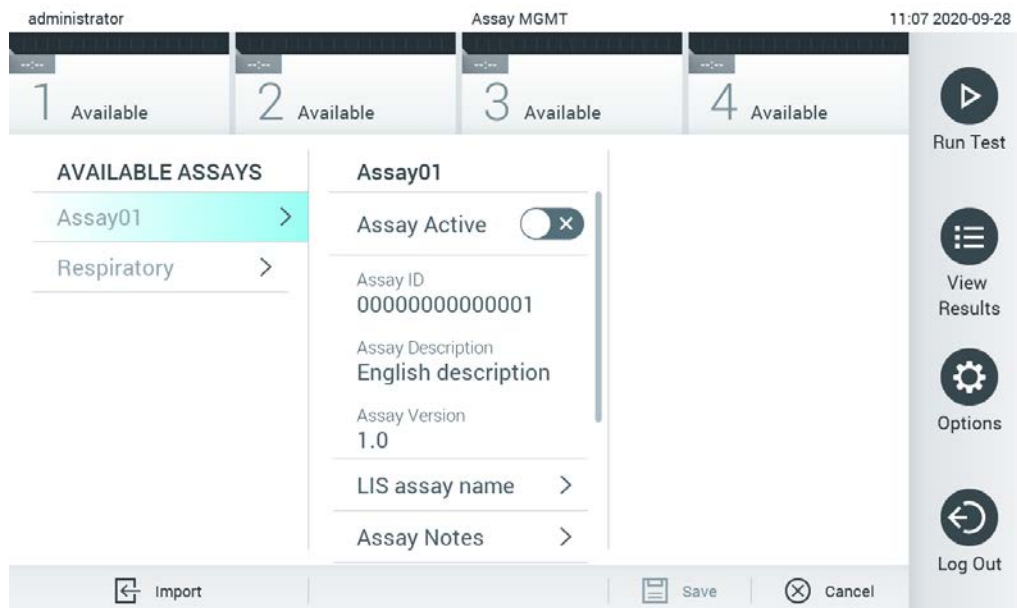 administrator
Assay MGMT
11:07 2020-09-28
--:--
--:--
--:--
--:--
1 Available
2 Available
3 Available
4 Available
AVAILABLE ASSAYS
Assay01
Respiratory
Assay01
Assay Active
Assay ID
00000000000001
Assay Description
English description
Assay Version
1.0
LIS assay name
Assay Notes
Run Test
View
Results
Options
Log Out
Import
Save
Cancel